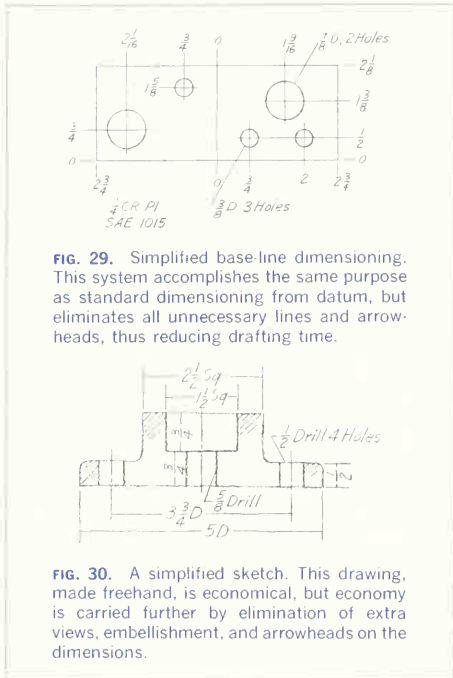 2 1/16 3/4 0 1 9/16 7/8 D, 2 Holes
2 1/8
1 5/8
1 3/8
3/4
1/2
0 0
2 3/4 0 3/4 2 2 3/4
1/4 CR Pl 3/8 D 3 Holes
SAE 1015
FIG. 29. Simplified base-line dimensioning.
This system accomplishes the same purpose
as standard dimensioning from datum, but
eliminates all unnecessary lines and arrow-
heads, thus reducing drafting time.
2 1/2 Sq
1 1/2 Sq
1/2 Drill 4 Holes
3/4
3/4
5/8 Drill
3 3/4 D
5 D
FIG. 30. A simplified sketch. This drawing,
made freehand, is economical, but economy
is carried further by elimination of extra
views, embellishment, and arrowheads on the
dimensions.